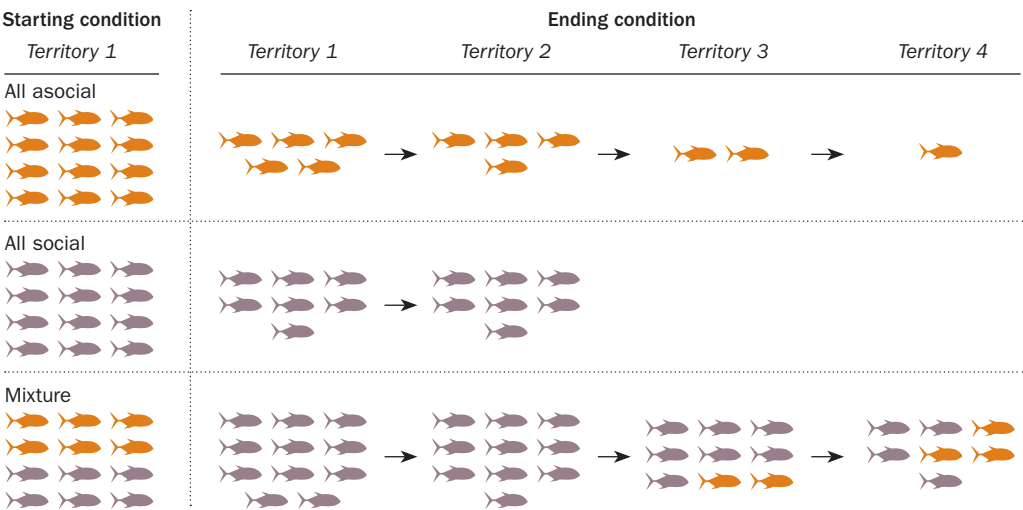 Starting condition
Ending condition
Territory 1
Territory 1
Territory 2
Territory 3
Territory 4
All asocial
All social
Mixture